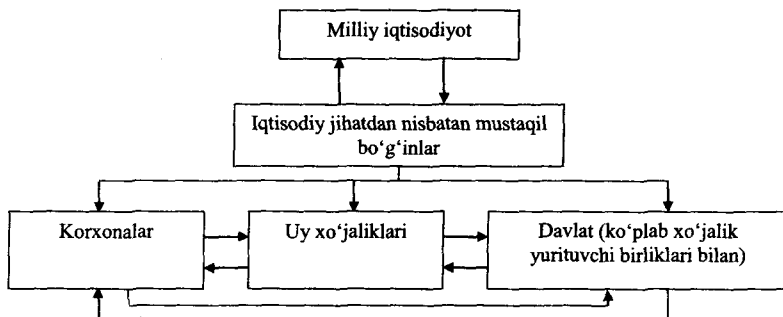 Milliy iqtisodiyot
Iqtisodiy jihatdan nisbatan mustaqil
bo‘g‘inlar
Korxonalar
Uy xo‘jaliklari
Davlat (ko‘plab xo‘jalik
yurituvchi birliklari bilan)